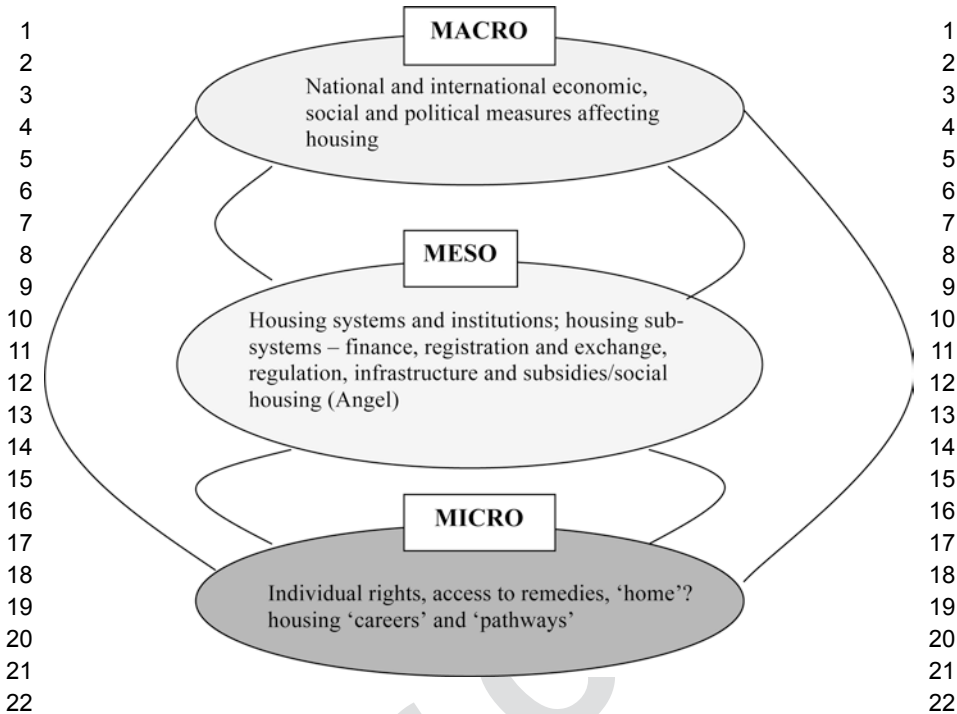 1 1
MACRO
2 2
3 National and international economic, 3
4 social and political measures affecting 4
housing
5 5
6 6
7 7
8 MESO 8
9 9
10 Housing systems and institutions; housing sub- 10
11 systems – finance, registration and exchange, 11
12 regulation, infrastructure and subsidies/social 12
housing (Angel)
13 13
14 14
15 15
16 MICRO 16
17 17
18 Individual rights, access to remedies, ‘home’? 18
19 housing ‘careers’ and ‘pathways’ 19
20 20
21 21
22 22